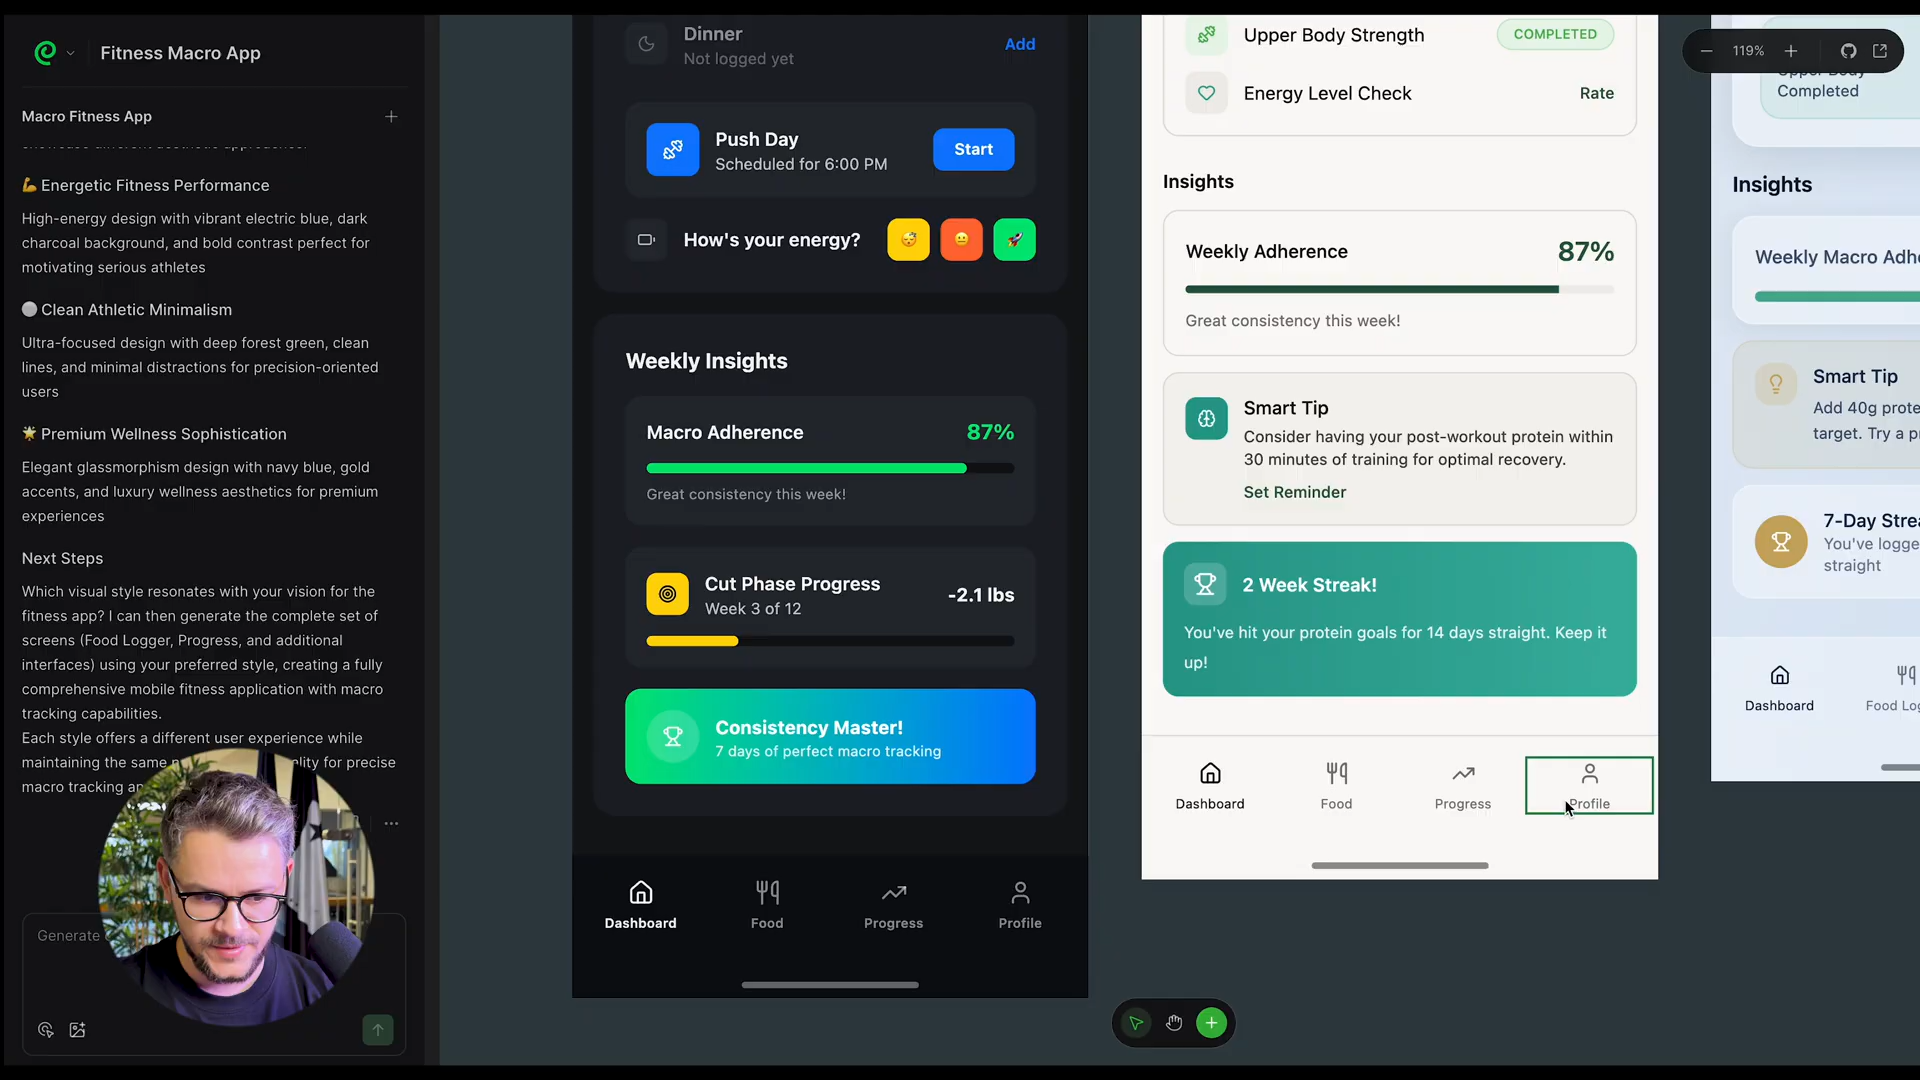 Fitness Macro App
Macro Fitness App
💪 Energetic Fitness Performance
High-energy design with vibrant electric blue, dark
charcoal background, and bold contrast perfect for
motivating serious athletes
⚪ Clean Athletic Minimalism
Ultra-focused design with deep forest green, clean
lines, and minimal distractions for precision-oriented
users
🌟 Premium Wellness Sophistication
Elegant glassmorphism design with navy blue, gold
accents, and luxury wellness aesthetics for premium
experiences
Next Steps
Which visual style resonates with your vision for the
fitness app? I can then generate the complete set of
screens (Food Logger, Progress, and additional
interfaces) using your preferred style, creating a fully
comprehensive mobile fitness application with macro
tracking capabilities.
Each style offers a different user experience while
maintaining the same for precise
macro tracking
Generate
Dinner
Not logged yet
Add
Push Day
Scheduled for 6:00 PM
Start
How's your energy?
Weekly Insights
Macro Adherence
87%
Great consistency this week!
Cut Phase Progress
Week 3 of 12
-2.1 lbs
Consistency Master!
7 days of perfect macro tracking
Dashboard
Food
Progress
Profile
Upper Body Strength
COMPLETED
Energy Level Check
Rate
Insights
Weekly Adherence
87%
Great consistency this week!
Smart Tip
Consider having your post-workout protein within
30 minutes of training for optimal recovery.
Set Reminder
2 Week Streak!
You've hit your protein goals for 14 days straight. Keep it
up!
Dashboard
Food
Progress
Profile
119%
Upper Body
Completed
Insights
Weekly Macro
Smart Tip
Add 40g
target. Try a
7-Day
You've
straight
Dashboard
Food